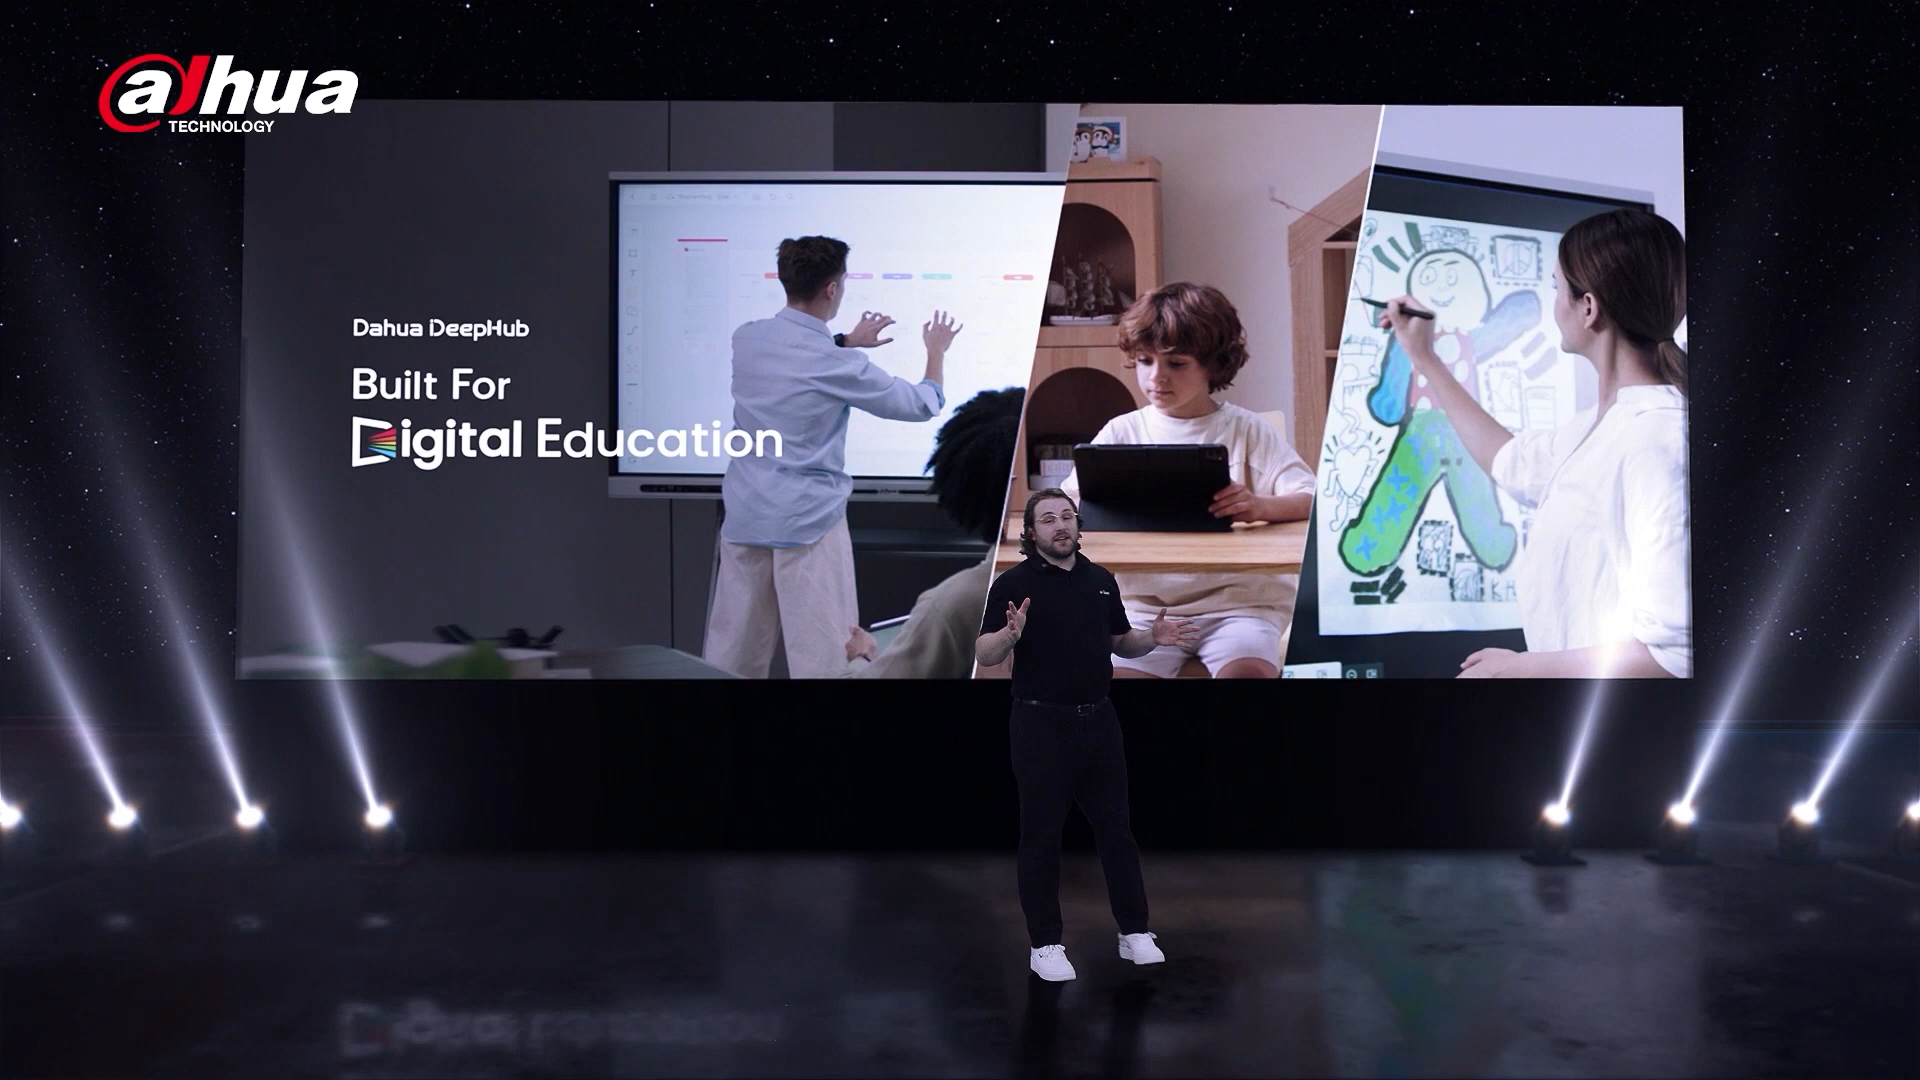 alhua
TECHNOLOGY
Dahua DeepHub
Built For
Digital Education